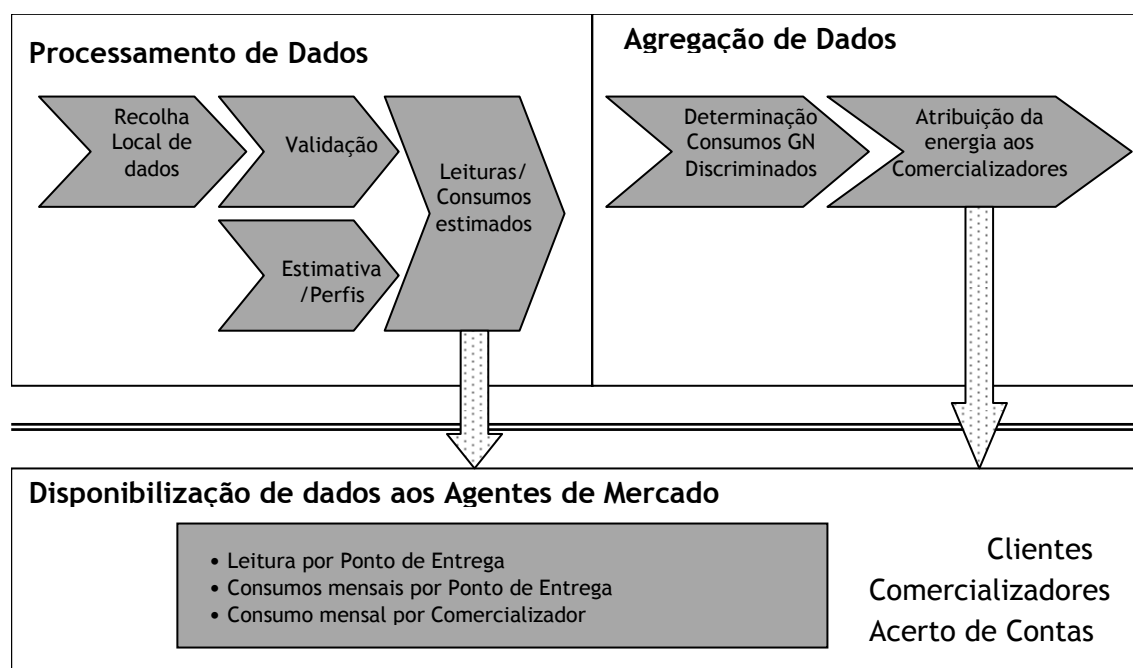 Processamento de Dados
Recolha
Local de
dados
Validação
Estimativa
/Perfis
Leituras/
Consumos
estimados
Agregação de Dados
Determinação
Consumos GN
Discriminados
Atribuição da
energia aos
Comercializadores
Disponibilização de dados aos Agentes de Mercado
• Leitura por Ponto de Entrega
• Consumos mensais por Ponto de Entrega
• Consumo mensal por Comercializador
Clientes
Comercializadores
Acerto de Contas